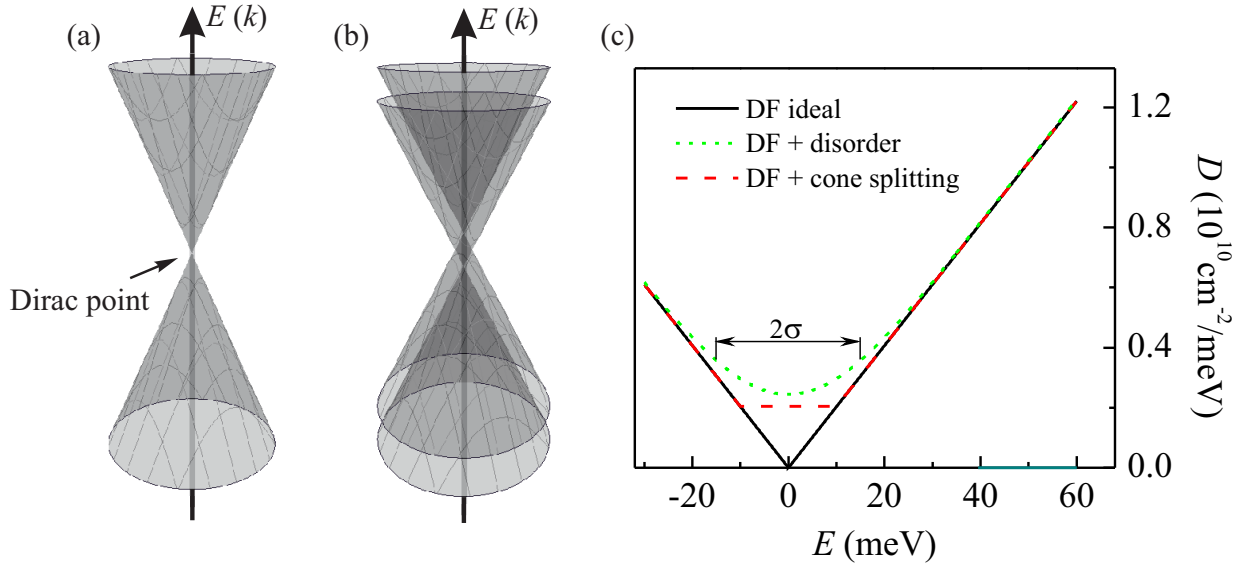 (a)
E (k)
Dirac point
(b)
E (k)
(c)
DF ideal
DF + disorder
DF + cone splitting
2σ
1.2
0.8
0.4
0.0
D (10¹⁰ cm⁻²/meV)
-20 0 20 40 60
E (meV)